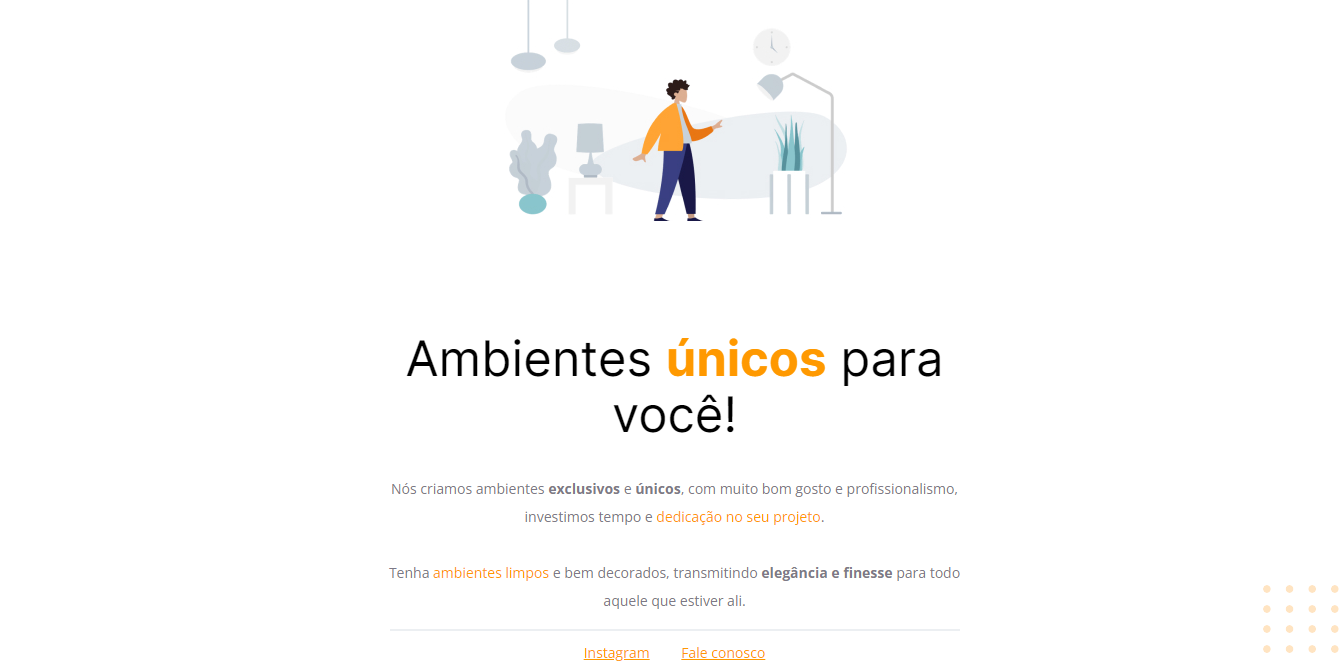 Ambientes únicos para
você!
Nós criamos ambientes exclusivos e únicos, com muito bom gosto e profissionalismo,
investimos tempo e dedicação no seu projeto.
Tenha ambientes limpos e bem decorados, transmitindo elegância e finesse para todo
aquele que estiver ali.
Instagram Fale conosco